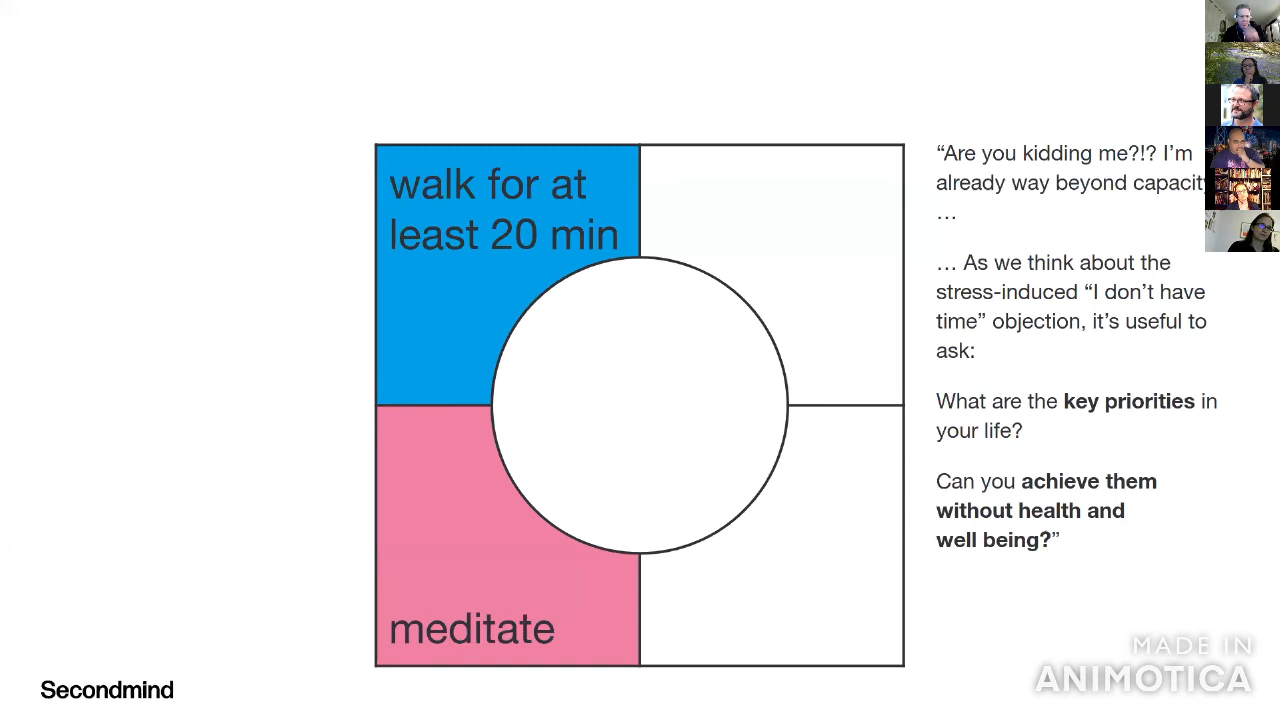 walk for at
least 20 min
meditate
“Are you kidding me?!? I’m
already way beyond capacity
…
… As we think about the
stress-induced “I don’t have
time” objection, it’s useful to
ask:
What are the key priorities in
your life?
Can you achieve them
without health and
well being?”
Secondmind
MADE IN
ANIMOTICA